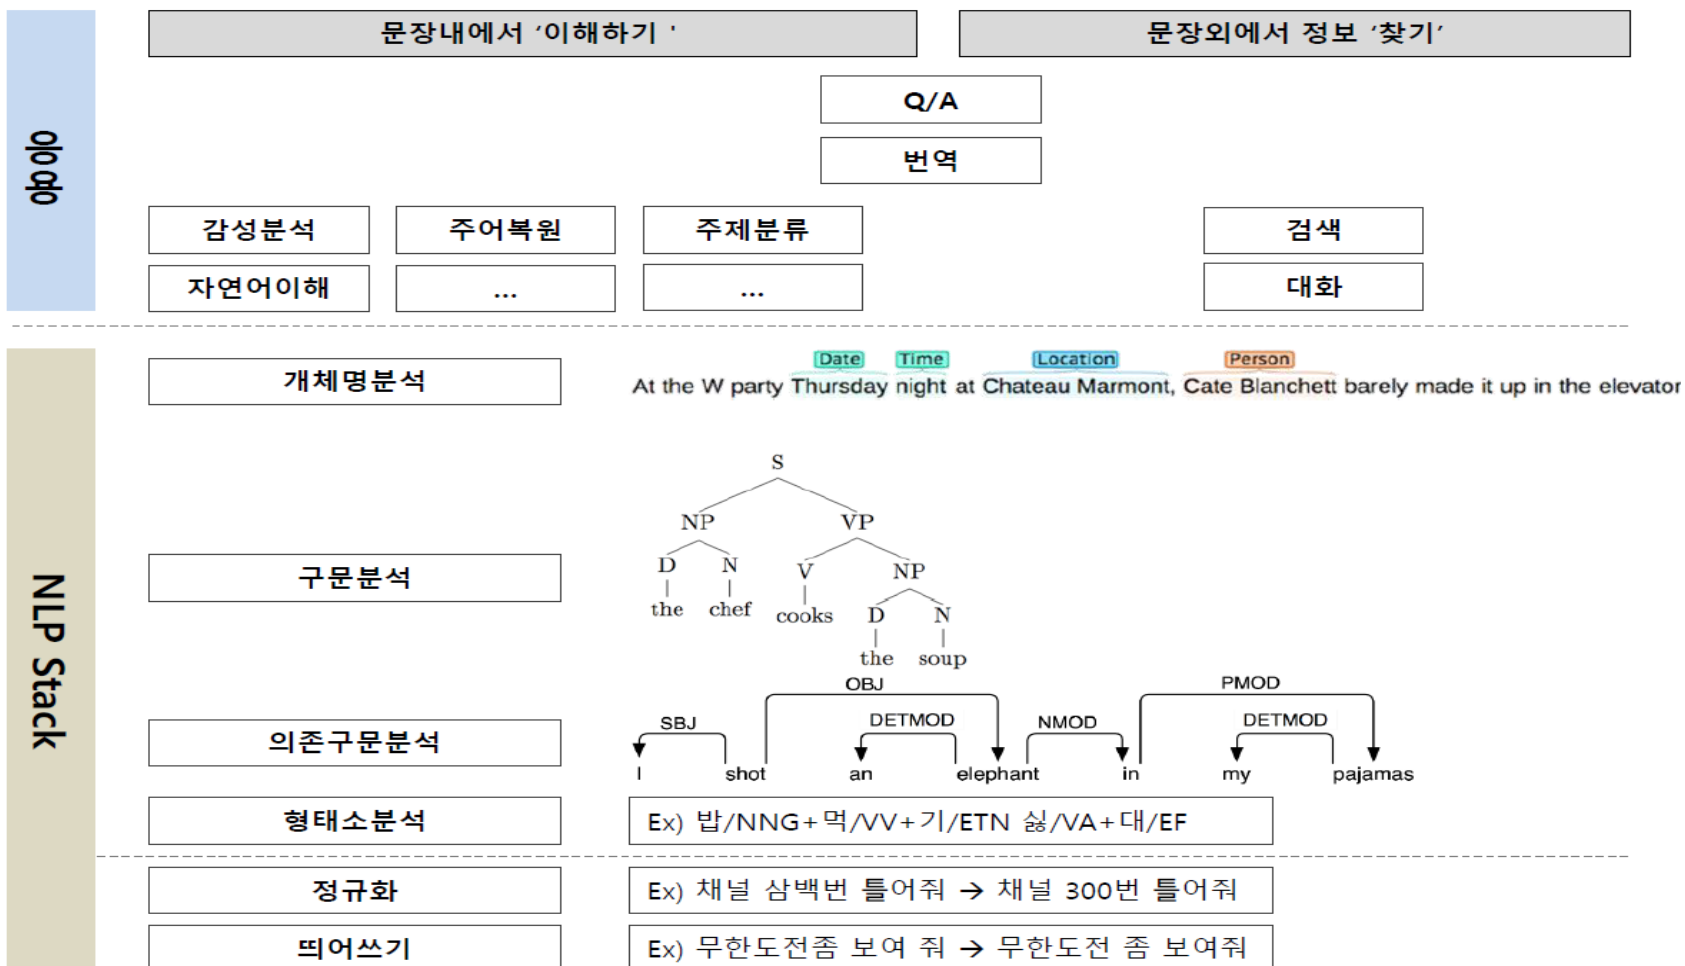 문장내에서 ‘이해하기 '
문장외에서 정보 ‘찾기’
응용
Q/A
번역
감성분석 주어복원 주제분류 검색
자연어이해 ... ... 대화
NLP Stack
개체명분석
Date Time Location Person
At the W party Thursday night at Chateau Marmont, Cate Blanchett barely made it up in the elevator
구문분석
S
NP VP
D N V NP
the chef cooks D N
the soup
의존구문분석
OBJ PMOD
SBJ DETMOD NMOD DETMOD
I shot an elephant in my pajamas
형태소분석
Ex) 밥/NNG+먹/VV+기/ETN 싫/VA+대/EF
정규화
Ex) 채널 삼백번 틀어줘 → 채널 300번 틀어줘
띄어쓰기
Ex) 무한도전좀 보여 줘 → 무한도전 좀 보여줘